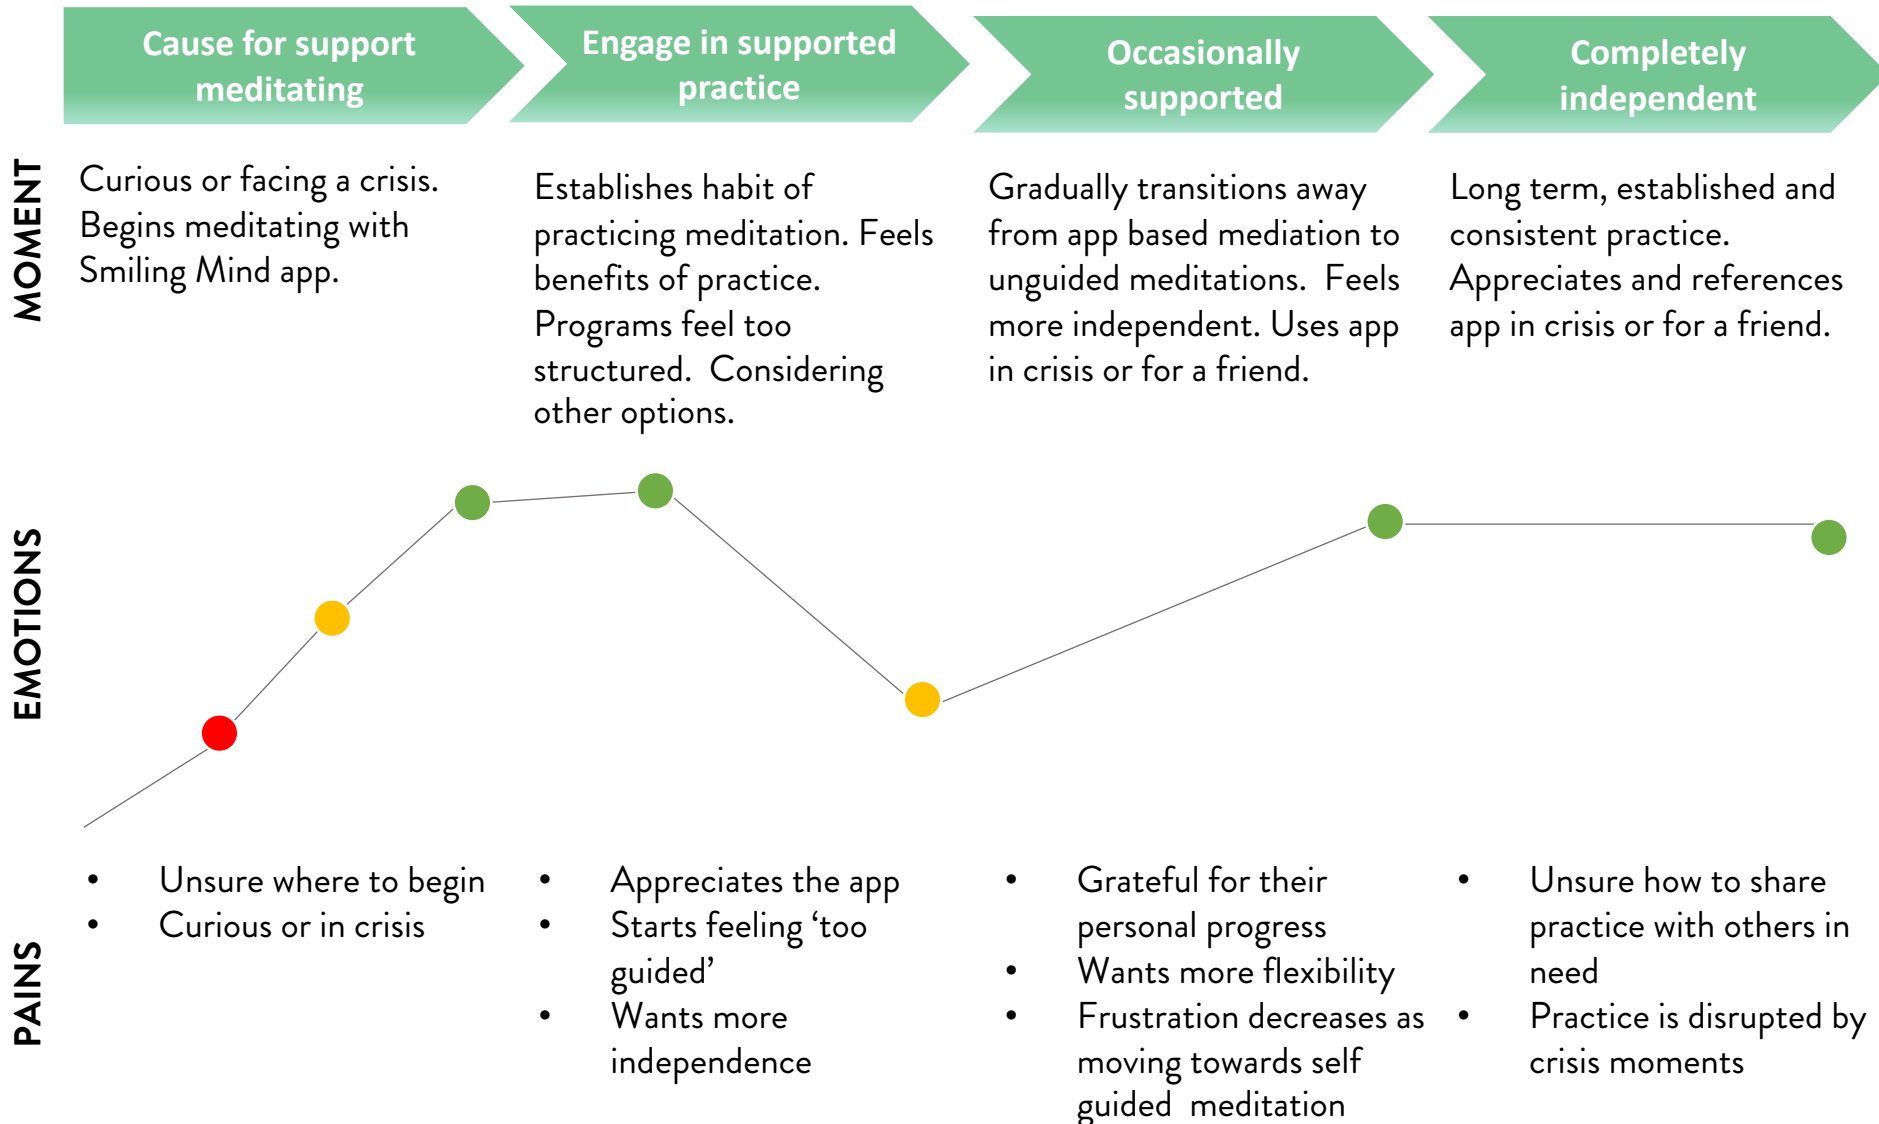 Cause for support
meditating
Engage in supported
practice
Occasionally
supported
Completely
independent
MOMENT
Curious or facing a crisis.
Begins meditating with
Smiling Mind app.
Establishes habit of
practicing meditation. Feels
benefits of practice.
Programs feel too
structured.  Considering
other options.
Gradually transitions away
from app based mediation to
unguided meditations.  Feels
more independent. Uses app
in crisis or for a friend.
Long term, established and
consistent practice.
Appreciates and references
app in crisis or for a friend.
EMOTIONS
PAINS
• Unsure where to begin
• Curious or in crisis
• Appreciates the app
• Starts feeling ‘too
guided’
• Wants more
independence
• Grateful for their
personal progress
• Wants more flexibility
• Frustration decreases as
moving towards self
guided  meditation
• Unsure how to share
practice with others in
need
• Practice is disrupted by
crisis moments